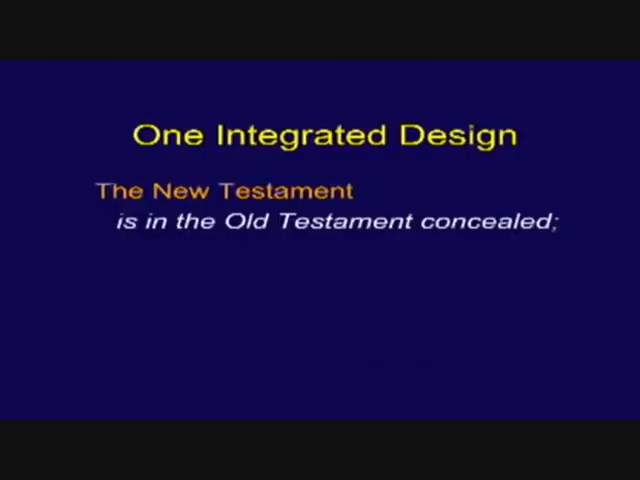 One Integrated Design
The New Testament
is in the Old Testament concealed;